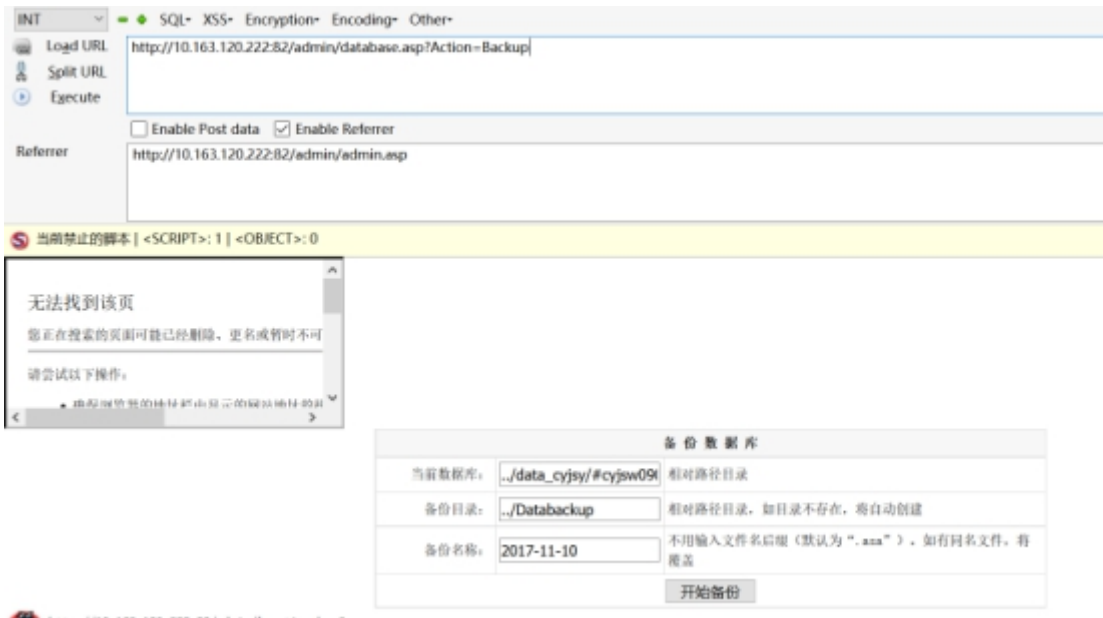 INT SQL- XSS- Encryption- Encoding- Other-
Load URL http://10.163.120.222:82/admin/database.asp?Action=Backup
Split URL
Execute
Enable Post data Enable Referrer
Referrer http://10.163.120.222:82/admin/admin.asp
当前禁止的脚本 | <SCRIPT>: 1 | <OBJECT>: 0
无法找到该页
您正在搜索的页面可能已经删除、更名或暂时不可
请尝试以下操作:
备 份 数 据 库
当前数据库: ../data_cyjsy/#cyjsw09 相对路径目录
备份目录: ../Databackup 相对路径目录，如目录不存在，将自动创建
备份名称: 2017-11-10 不用输入文件名后缀（默认为“.asa”）。如有同名文件，将
覆盖
开始备份